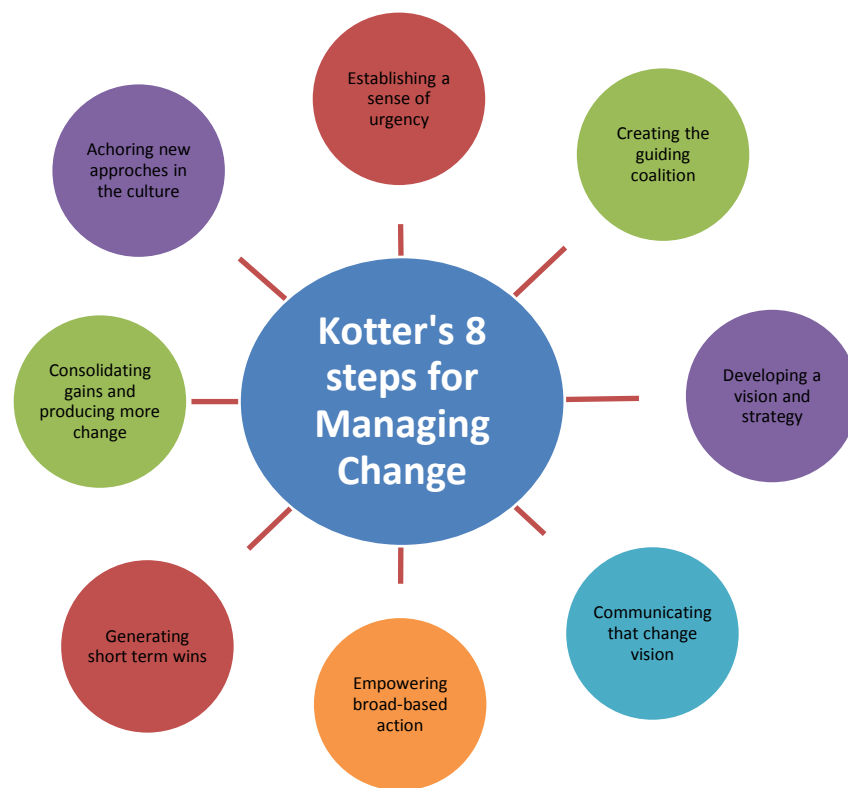 Establishing a
sense of
urgency
Creating the
guiding
coalition
Developing a
vision and
strategy
Communicating
that change
vision
Empowering
broad-based
action
Generating
short term wins
Consolidating
gains and
producing more
change
Achoring new
approches in
the culture
Kotter's 8
steps for
Managing
Change